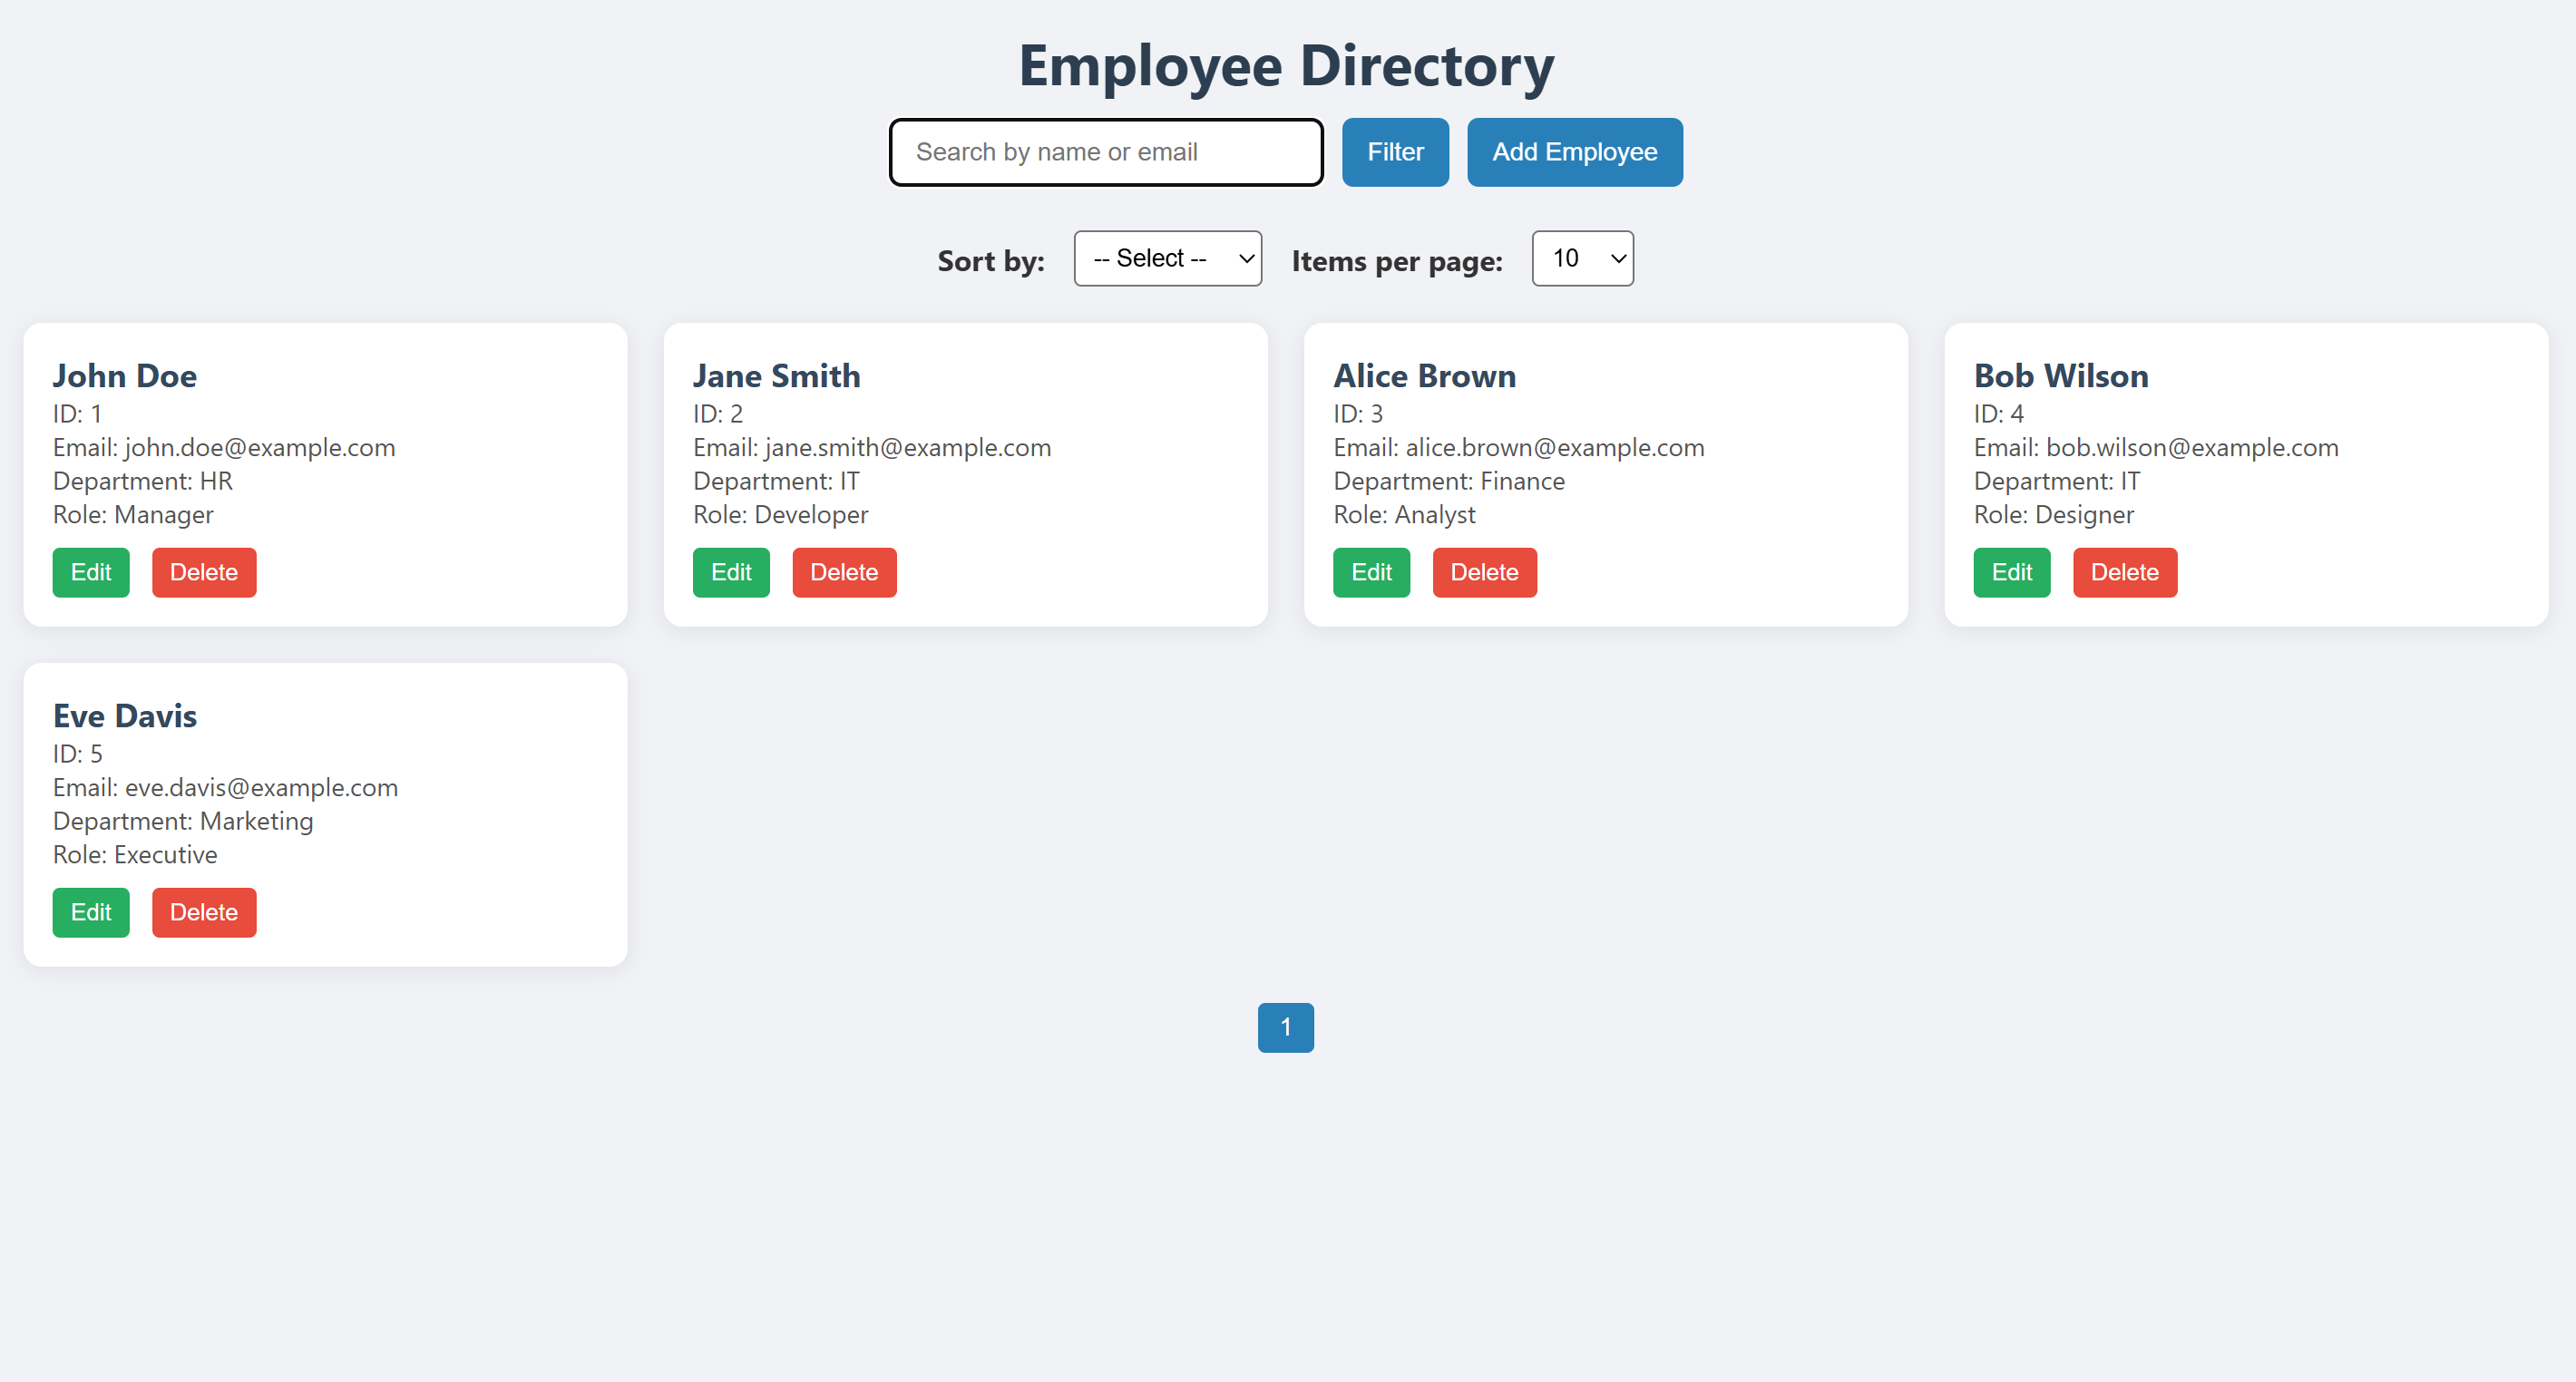 Employee Directory
Search by name or email
Filter
Add Employee
Sort by:
-- Select --
Items per page:
10
John Doe
ID: 1
Email: john.doe@example.com
Department: HR
Role: Manager
Edit
Delete
Jane Smith
ID: 2
Email: jane.smith@example.com
Department: IT
Role: Developer
Edit
Delete
Alice Brown
ID: 3
Email: alice.brown@example.com
Department: Finance
Role: Analyst
Edit
Delete
Bob Wilson
ID: 4
Email: bob.wilson@example.com
Department: IT
Role: Designer
Edit
Delete
Eve Davis
ID: 5
Email: eve.davis@example.com
Department: Marketing
Role: Executive
Edit
Delete
1